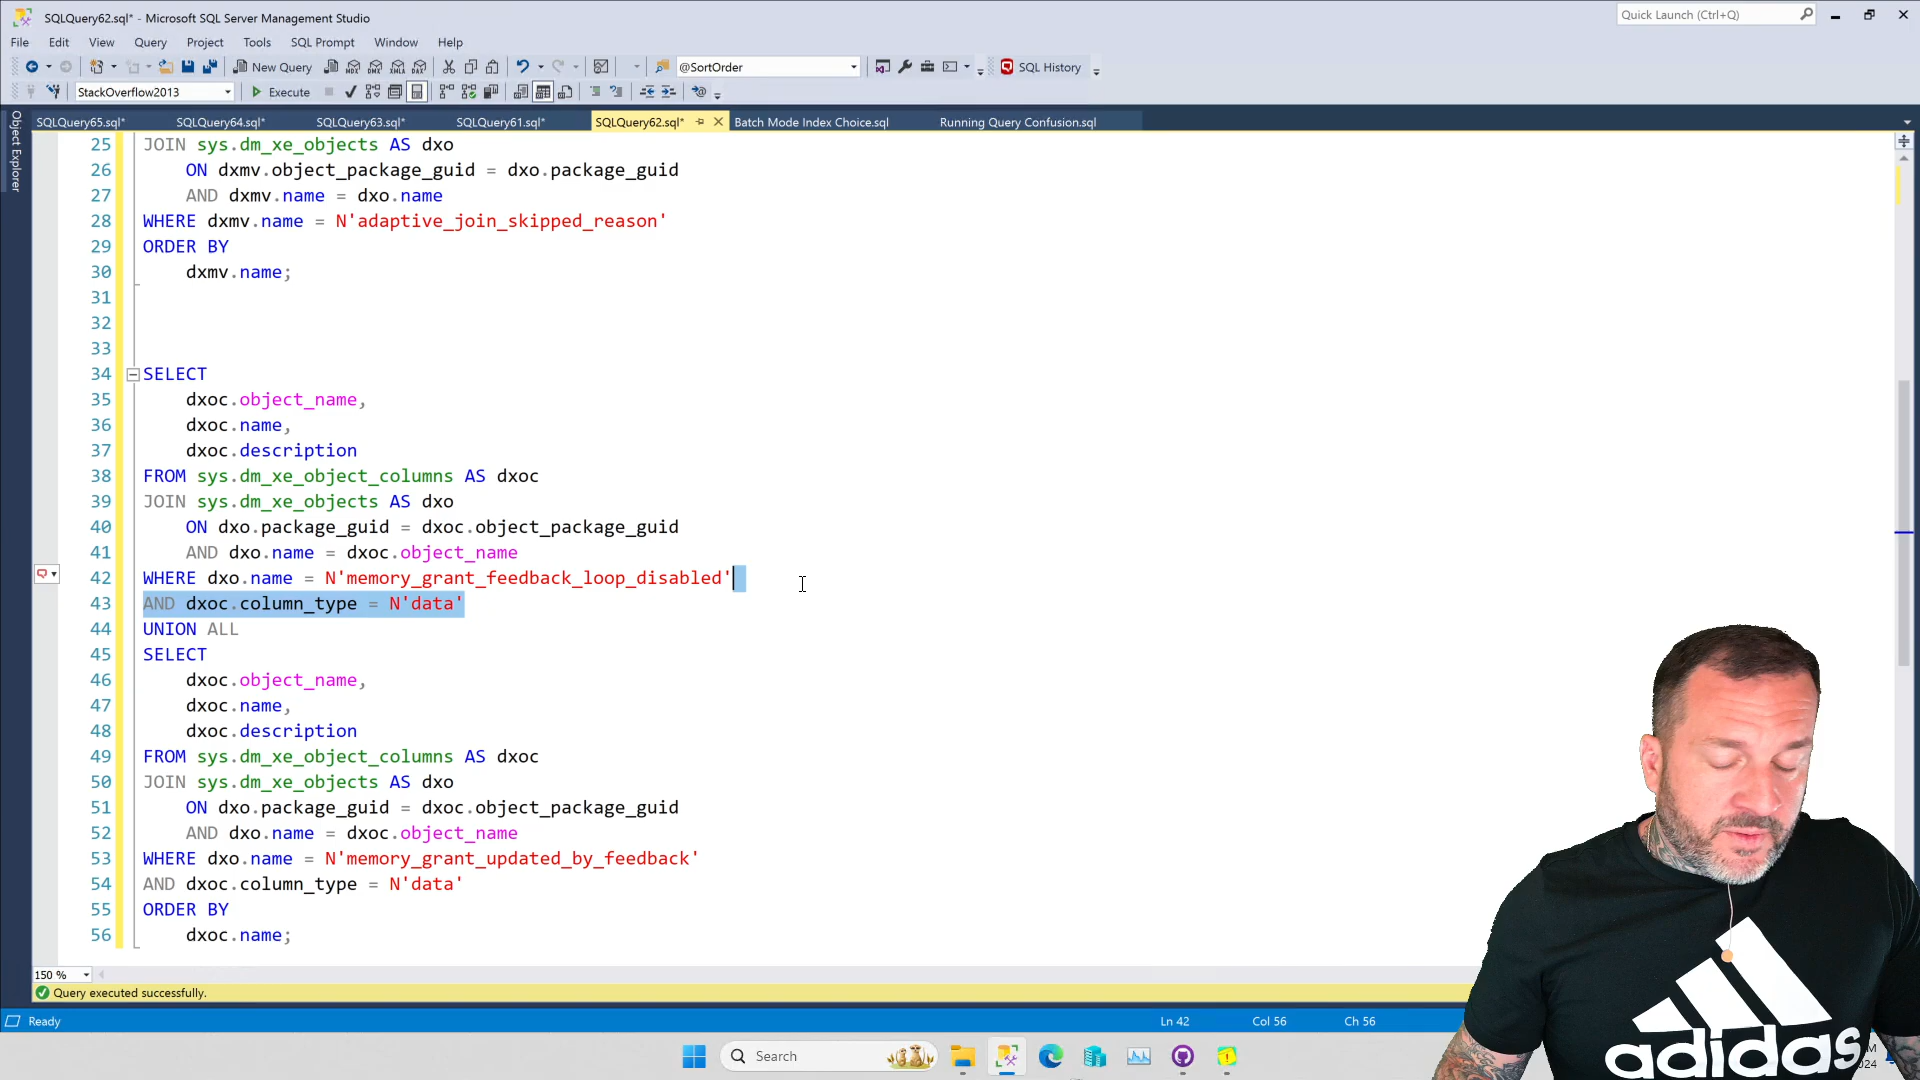 SQLQuery62.sql* - Microsoft SQL Server Management Studio
Quick Launch (Ctrl+Q)
File Edit View Query Project Tools SQL Prompt Window Help
New Query
@SortOrder
SQL History
StackOverflow2013
Execute
SQLQuery65.sql* SQLQuery64.sql* SQLQuery63.sql* SQLQuery61.sql* SQLQuery62.sql* Batch Mode Index Choice.sql Running Query Confusion.sql
Object Explorer
25 JOIN sys.dm_xe_objects AS dxo
26 ON dxmv.object_package_guid = dxo.package_guid
27 AND dxmv.name = dxo.name
28 WHERE dxmv.name = N'adaptive_join_skipped_reason'
29 ORDER BY
30 dxmv.name;
31
32
33
34 SELECT
35 dxoc.object_name,
36 dxoc.name,
37 dxoc.description
38 FROM sys.dm_xe_object_columns AS dxoc
39 JOIN sys.dm_xe_objects AS dxo
40 ON dxo.package_guid = dxoc.object_package_guid
41 AND dxo.name = dxoc.object_name
42 WHERE dxo.name = N'memory_grant_feedback_loop_disabled'
43 AND dxoc.column_type = N'data'
44 UNION ALL
45 SELECT
46 dxoc.object_name,
47 dxoc.name,
48 dxoc.description
49 FROM sys.dm_xe_object_columns AS dxoc
50 JOIN sys.dm_xe_objects AS dxo
51 ON dxo.package_guid = dxoc.object_package_guid
52 AND dxo.name = dxoc.object_name
53 WHERE dxo.name = N'memory_grant_updated_by_feedback'
54 AND dxoc.column_type = N'data'
55 ORDER BY
56 dxoc.name;
150 %
Query executed successfully.
Ready
Ln 42 Col 56 Ch 56
Search
adidas